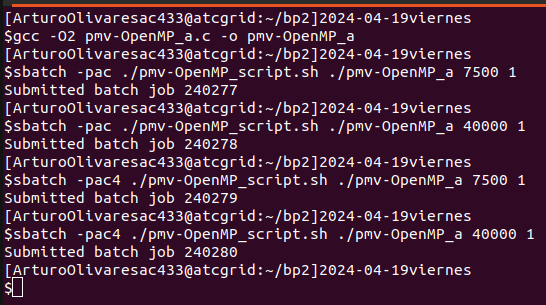 [ArturoOlivaresac433@atcgrid:~/bp2]2024-04-19viernes
$gcc -O2 pmv-OpenMP_a.c -o pmv-OpenMP_a
[ArturoOlivaresac433@atcgrid:~/bp2]2024-04-19viernes
$sbatch -pac ./pmv-OpenMP_script.sh ./pmv-OpenMP_a 7500 1
Submitted batch job 240277
[ArturoOlivaresac433@atcgrid:~/bp2]2024-04-19viernes
$sbatch -pac ./pmv-OpenMP_script.sh ./pmv-OpenMP_a 40000 1
Submitted batch job 240278
[ArturoOlivaresac433@atcgrid:~/bp2]2024-04-19viernes
$sbatch -pac4 ./pmv-OpenMP_script.sh ./pmv-OpenMP_a 7500 1
Submitted batch job 240279
[ArturoOlivaresac433@atcgrid:~/bp2]2024-04-19viernes
$sbatch -pac4 ./pmv-OpenMP_script.sh ./pmv-OpenMP_a 40000 1
Submitted batch job 240280
[ArturoOlivaresac433@atcgrid:~/bp2]2024-04-19viernes
$